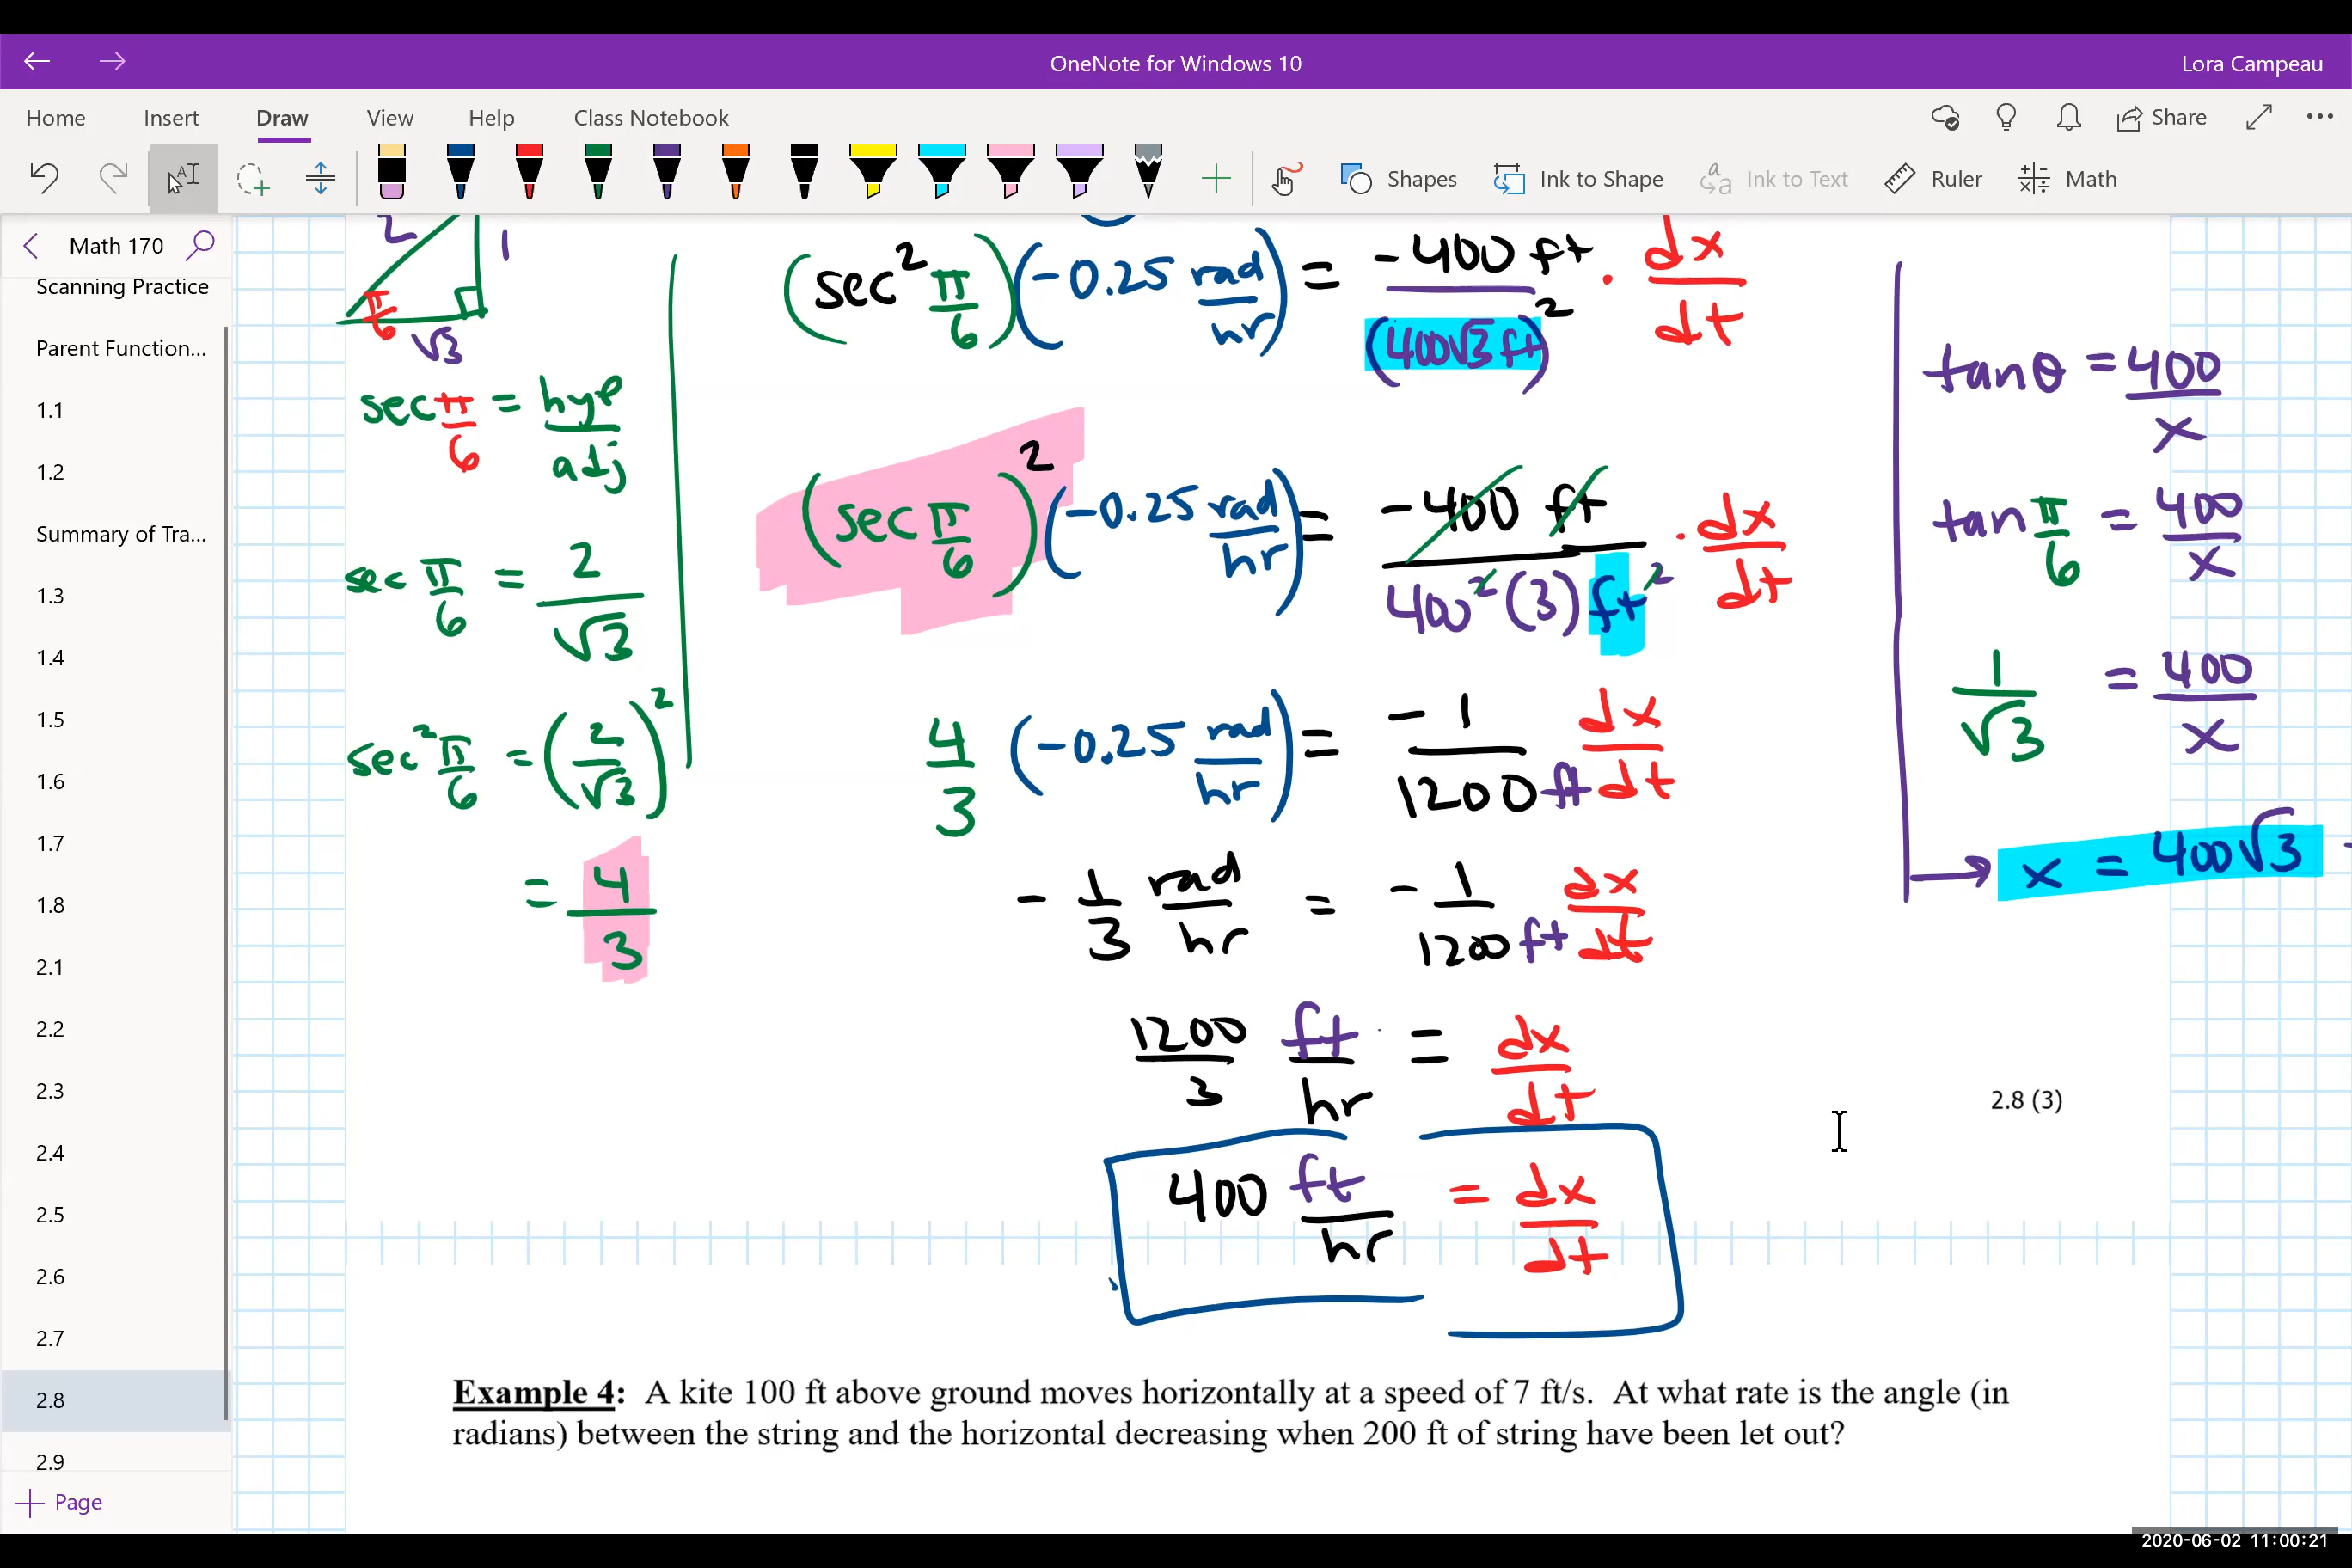 OneNote for Windows 10
Lora Campeau
Home Insert Draw View Help Class Notebook
Share
Shapes Ink to Shape Ink to Text Ruler Math
Math 170
Scanning Practice
Parent Function...
1.1
1.2
Summary of Tra...
1.3
1.4
1.5
1.6
1.7
1.8
2.1
2.2
2.3
2.4
2.5
2.6
2.7
2.8
2.9
Page
2
1
π/6
√3
sec π/6 = hyp/adj
sec π/6 = 2/√3
sec² π/6 = (2/√3)²
= 4/3
(sec² π/6)(-0.25 rad/hr) = -400 ft/(400√3 ft)² · dx/dt
(sec π/6)²(-0.25 rad/hr) = -400 ft/400²(3) ft² · dx/dt
4/3 (-0.25 rad/hr) = -1/1200 ft dx/dt
-1/3 rad/hr = -1/1200 ft dx/dt
1200/3 ft/hr = dx/dt
400 ft/hr = dx/dt
tan θ = 400/x
tan π/6 = 400/x
1/√3 = 400/x
→ x = 400√3
2.8 (3)
Example 4: A kite 100 ft above ground moves horizontally at a speed of 7 ft/s. At what rate is the angle (in
radians) between the string and the horizontal decreasing when 200 ft of string have been let out?
2020-06-02 11:00:21